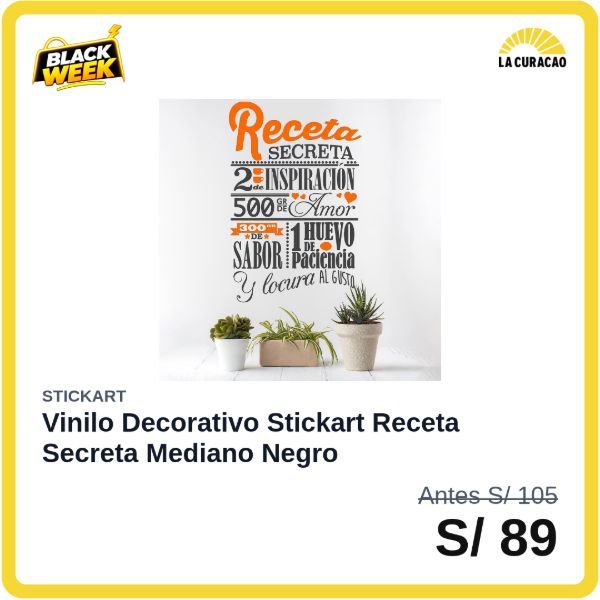 BLACK
WEEK
LA CURACAO
Receta
SECRETA
2 de INSPIRACIÓN
500 GR DE Amor
300 GR DE SABOR
1 HUEVO DE Paciencia
Y locura AL GUSTO
STICKART
Vinilo Decorativo Stickart Receta
Secreta Mediano Negro
Antes S/ 105
S/ 89